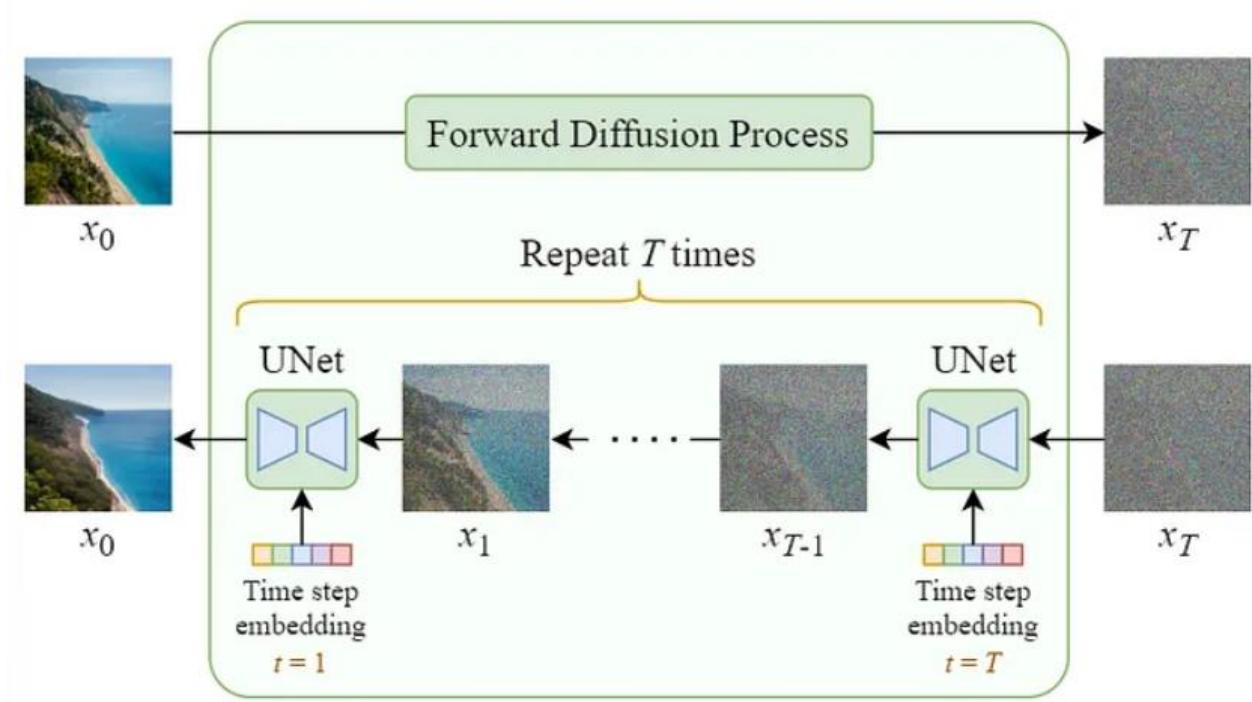 Forward Diffusion Process
x0
xT
Repeat T times
UNet
UNet
x0
x1
xT-1
xT
Time step
embedding
t = 1
Time step
embedding
t = T